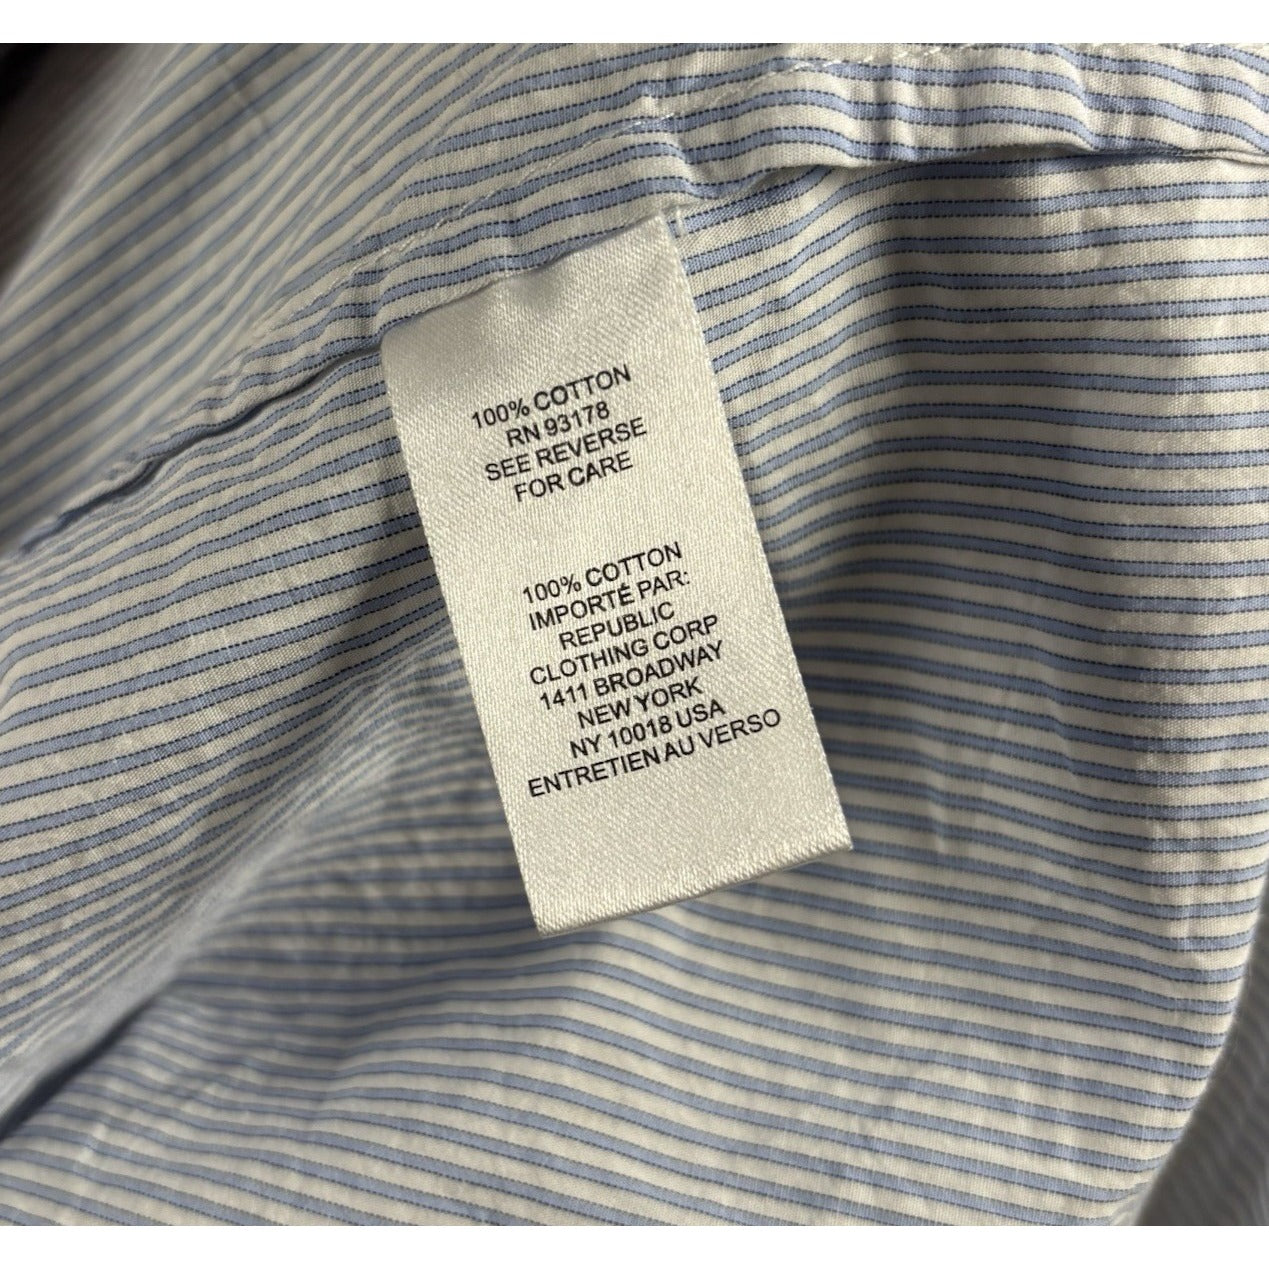 100% COTTON
RN 93178
SEE REVERSE
FOR CARE
100% COTTON
IMPORTÉ PAR:
REPUBLIC
CLOTHING CORP
1411 BROADWAY
NEW YORK
NY 10018 USA
ENTRETIEN AU VERSO